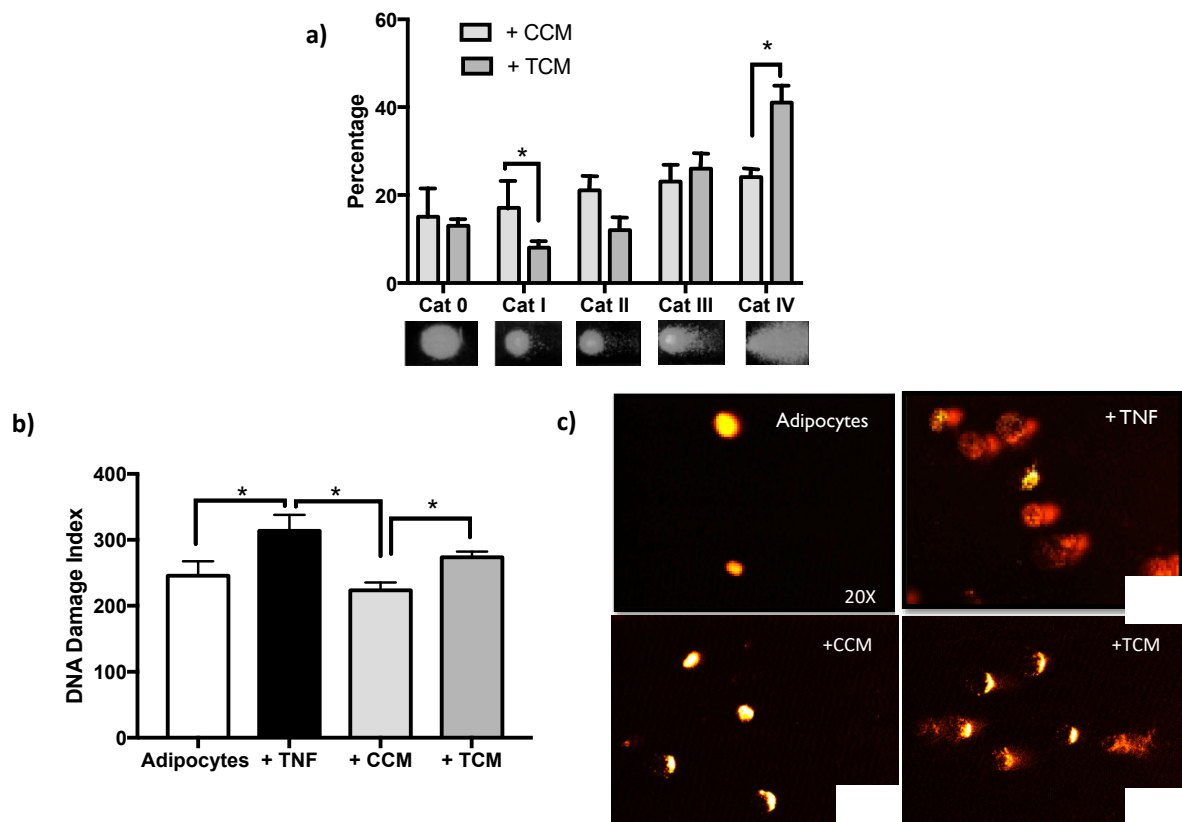 a)
+ CCM
+ TCM
Percentage
60
40
20
0
*
*
Cat 0 Cat I Cat II Cat III Cat IV
b)
DNA Damage Index
400
300
200
100
0
* * *
Adipocytes + TNF + CCM + TCM
c)
Adipocytes
20X
+ TNF
+CCM
+TCM